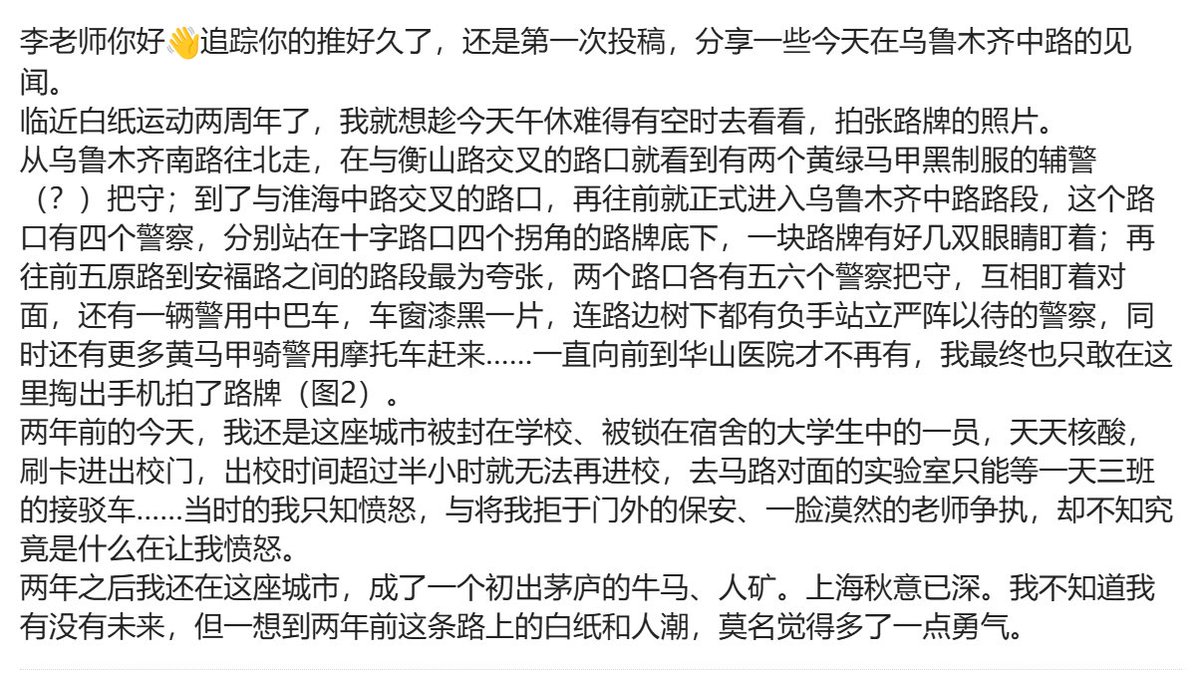 李老师你好👋追踪你的推好久了，还是第一次投稿，分享一些今天在乌鲁木齐中路的见
闻。
临近白纸运动两周年了，我就想趁今天午休难得有空时去看看，拍张路牌的照片。
从乌鲁木齐南路往北走，在与衡山路交叉的路口就看到有两个黄绿马甲黑制服的辅警
（？）把守；到了与淮海中路交叉的路口，再往前就正式进入乌鲁木齐中路路段，这个路
口有四个警察，分别站在十字路口四个拐角的路牌底下，一块路牌有好几双眼睛盯着；再
往前五原路到安福路之间的路段最为夸张，两个路口各有五六个警察把守，互相盯着对
面，还有一辆警用中巴车，车窗漆黑一片，连路边树下都有负手站立严阵以待的警察，同
时还有更多黄马甲骑警用摩托车赶来......一直向前到华山医院才不再有，我最终也只敢在这
里掏出手机拍了路牌（图2）。
两年前的今天，我还是这座城市被封在学校、被锁在宿舍的大学生中的一员，天天核酸，
刷卡进出校门，出校时间超过半小时就无法再进校，去马路对面的实验室只能等一天三班
的接驳车......当时的我只知愤怒，与将我拒于门外的保安、一脸漠然的老师争执，却不知究
竟是什么在让我愤怒。
两年之后我还在这座城市，成了一个初出茅庐的牛马、人矿。上海秋意已深。我不知道我
有没有未来，但一想到两年前这条路上的白纸和人潮，莫名觉得多了一点勇气。